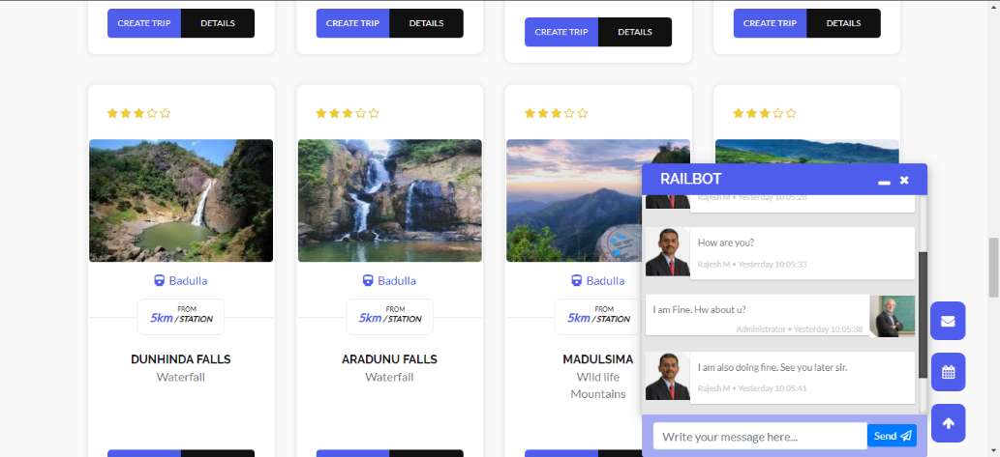 CREATE TRIP DETAILS
CREATE TRIP DETAILS
CREATE TRIP DETAILS
CREATE TRIP DETAILS
Badulla
FROM
5km / STATION
DUNHINDA FALLS
Waterfall
Badulla
FROM
5km / STATION
ARADUNU FALLS
Waterfall
Badulla
FROM
5km / STATION
MADULSIMA
Wild life
Mountains
RAILBOT
Rajesh M • Yesterday 10:05:28
How are you?
Rajesh M • Yesterday 10:05:33
I am Fine. Hw about u?
Administrator • Yesterday 10:05:38
I am also doing fine. See you later sir.
Rajesh M • Yesterday 10:05:41
Write your message here...
Send